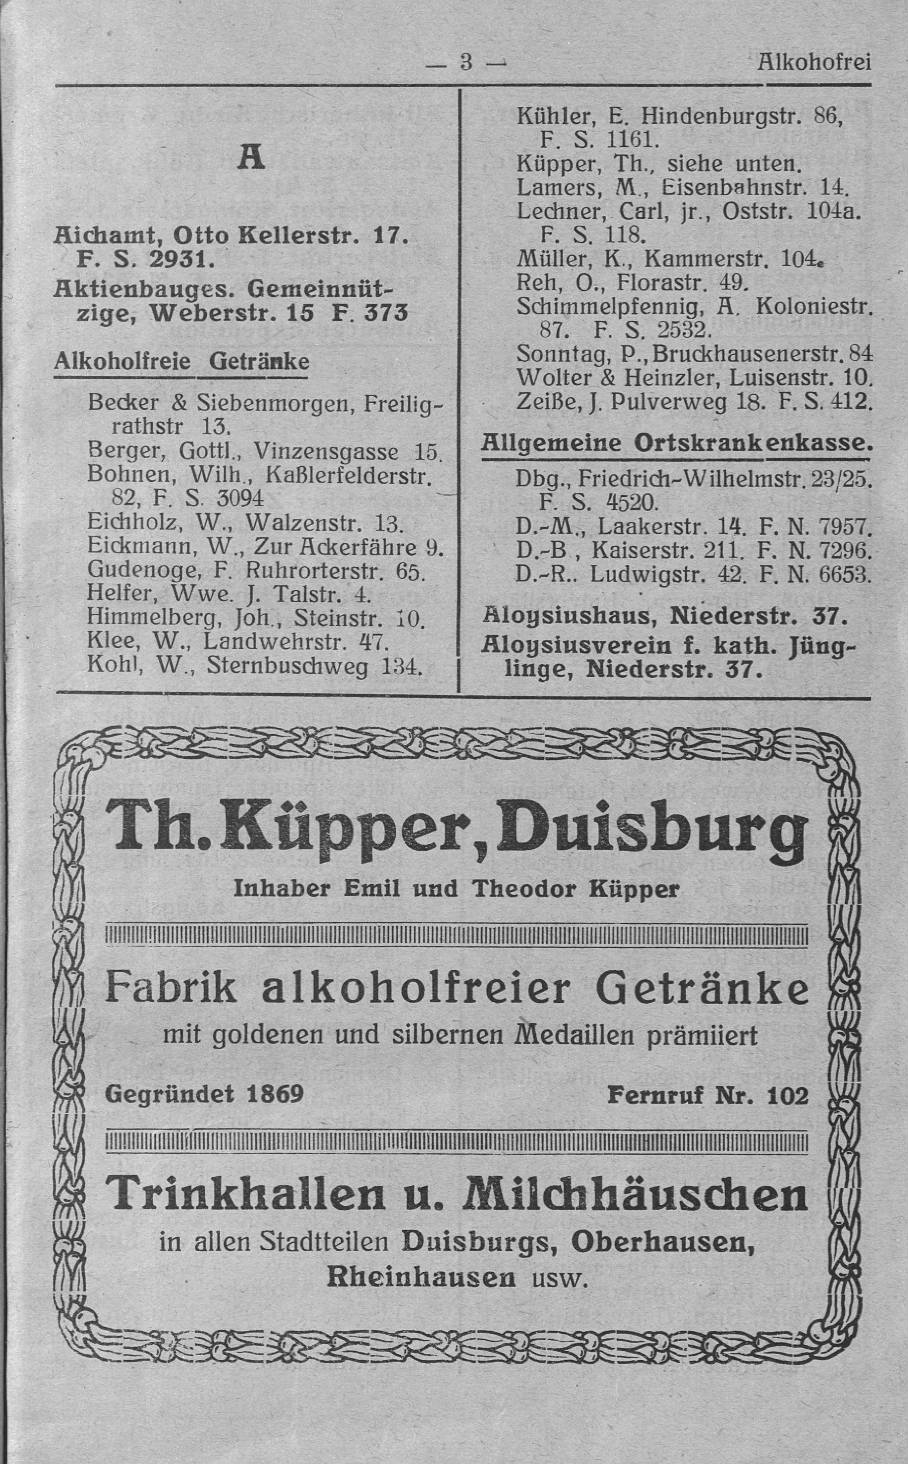 — 3 — Alkohofrei
A
Aichamt, Otto Kellerstr. 17.
F. S. 2931.
Aktienbauges. Gemeinnüt-
zige, Weberstr. 15 F. 373
Alkoholfreie Getränke
Becker & Siebenmorgen, Freilig-
rathstr 13.
Berger, Gottl., Vinzensgasse 15.
Bohnen, Wilh., Kaßlerfelderstr.
82, F. S. 3094
Eichholz, W., Walzenstr. 13.
Eickmann, W., Zur Ackerfähre 9.
Gudenoge, F. Ruhrorterstr. 65.
Helfer, Wwe. J. Talstr. 4.
Himmelberg, Joh., Steinstr. 10.
Klee, W., Landwehrstr. 47.
Kohl, W., Sternbuschweg 134.
Kühler, E. Hindenburgstr. 86,
F. S. 1161.
Küpper, Th., siehe unten.
Lamers, M., Eisenbahnstr. 14.
Lechner, Carl, jr., Oststr. 104a.
F. S. 118.
Müller, K., Kammerstr. 104.
Reh, O., Florastr. 49.
Schimmelpfennig, A. Koloniestr.
87. F. S. 2532.
Sonntag, P., Bruckhausenerstr. 84
Wolter & Heinzler, Luisenstr. 10.
Zeiße, J. Pulverweg 18. F. S. 412.
Allgemeine Ortskrankenkasse.
Dbg., Friedrich-Wilhelmstr. 23/25.
F. S. 4520.
D.-M., Laakerstr. 14. F. N. 7957.
D.-B , Kaiserstr. 211. F. N. 7296.
D.-R.. Ludwigstr. 42. F. N. 6653.
Aloysiushaus, Niederstr. 37.
Aloysiusverein f. kath. Jüng-
linge, Niederstr. 37.
Th. Küpper, Duisburg
Inhaber Emil und Theodor Küpper
Fabrik alkoholfreier Getränke
mit goldenen und silbernen Medaillen prämiiert
Gegründet 1869 Fernruf Nr. 102
Trinkhallen u. Milchhäuschen
in allen Stadtteilen Duisburgs, Oberhausen,
Rheinhausen usw.